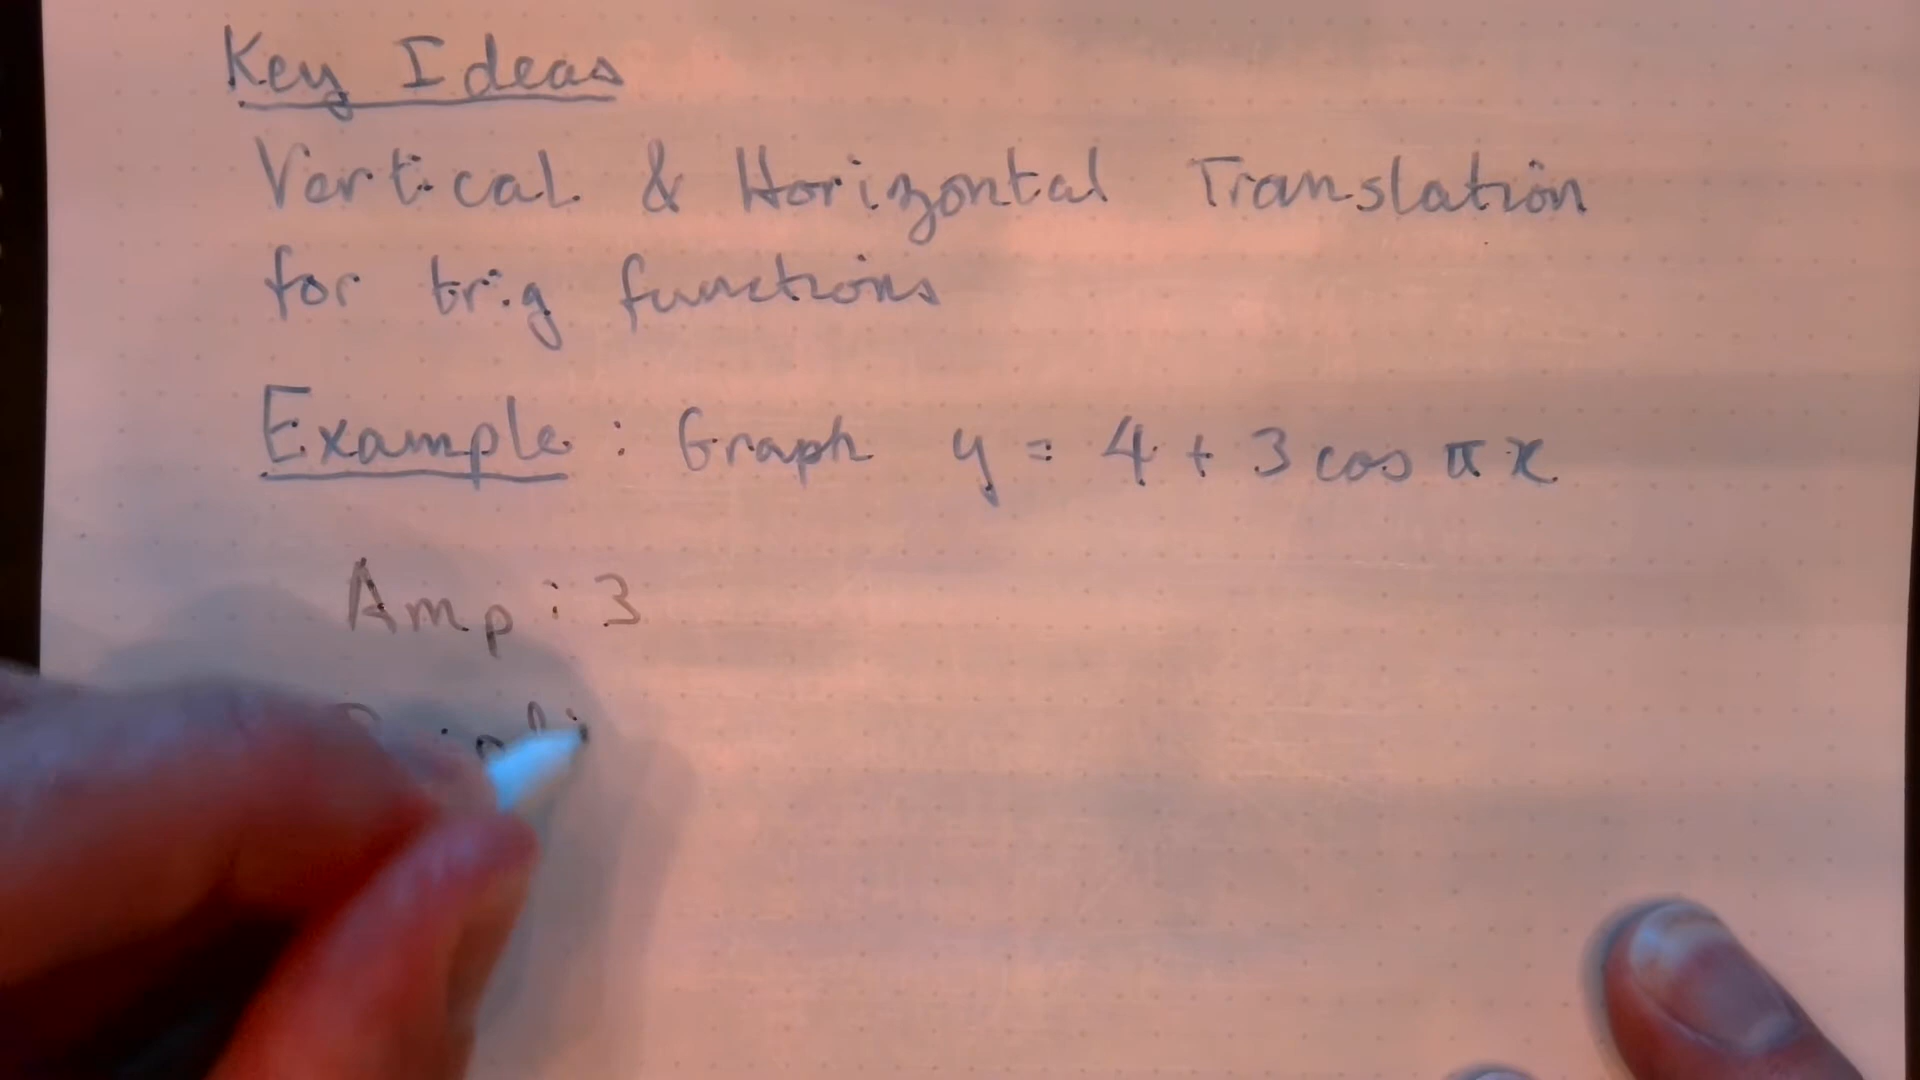 Key Ideas
Vertical & Horizontal Translation
for trig functions
Example : Graph y = 4 + 3 cos πx
Amp : 3